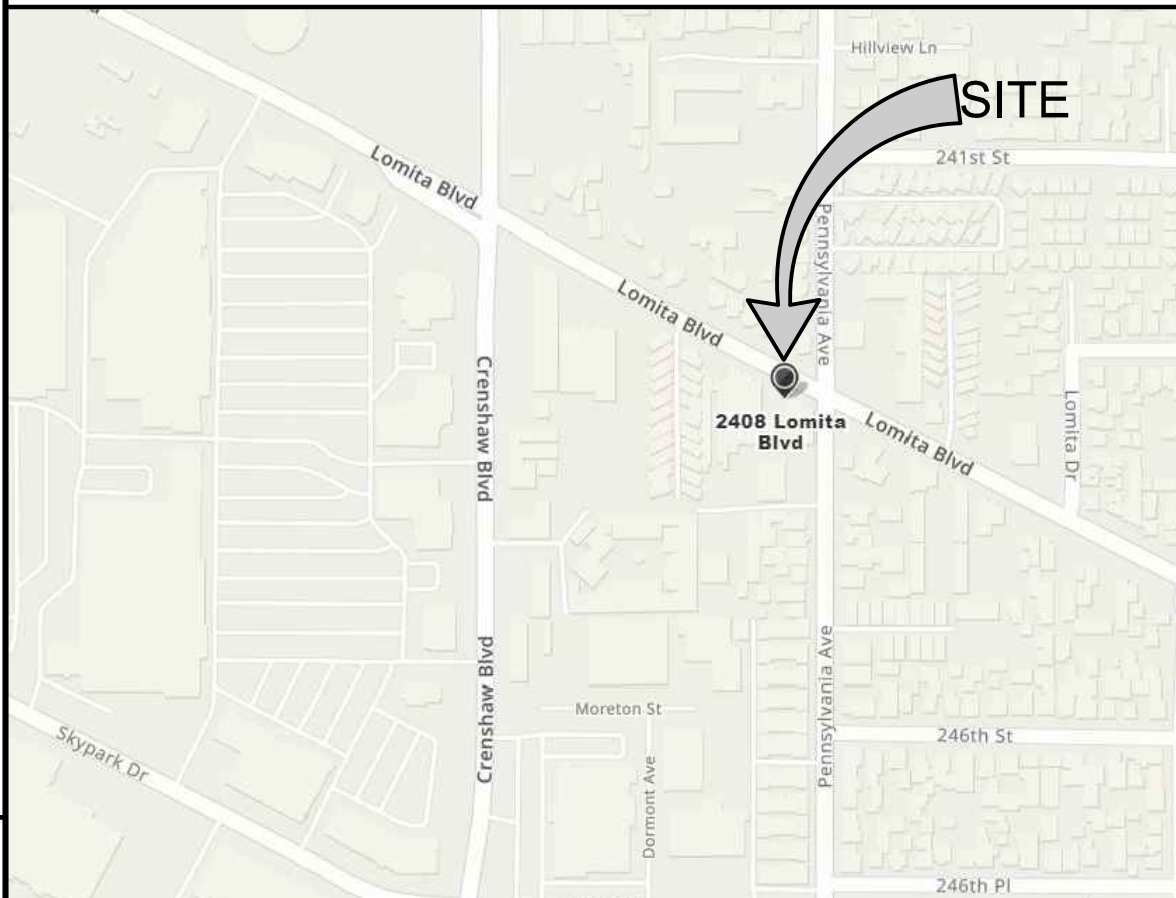 Hillview Ln
SITE
241st St
Lomita Blvd
Pennsylvania Ave
Lomita Blvd
Crenshaw Blvd
2408 Lomita
Blvd
Lomita Blvd
Lomita Dr
Crenshaw Blvd
Pennsylvania Ave
Moreton St
246th St
Skypark Dr
Dormont Ave
246th Pl